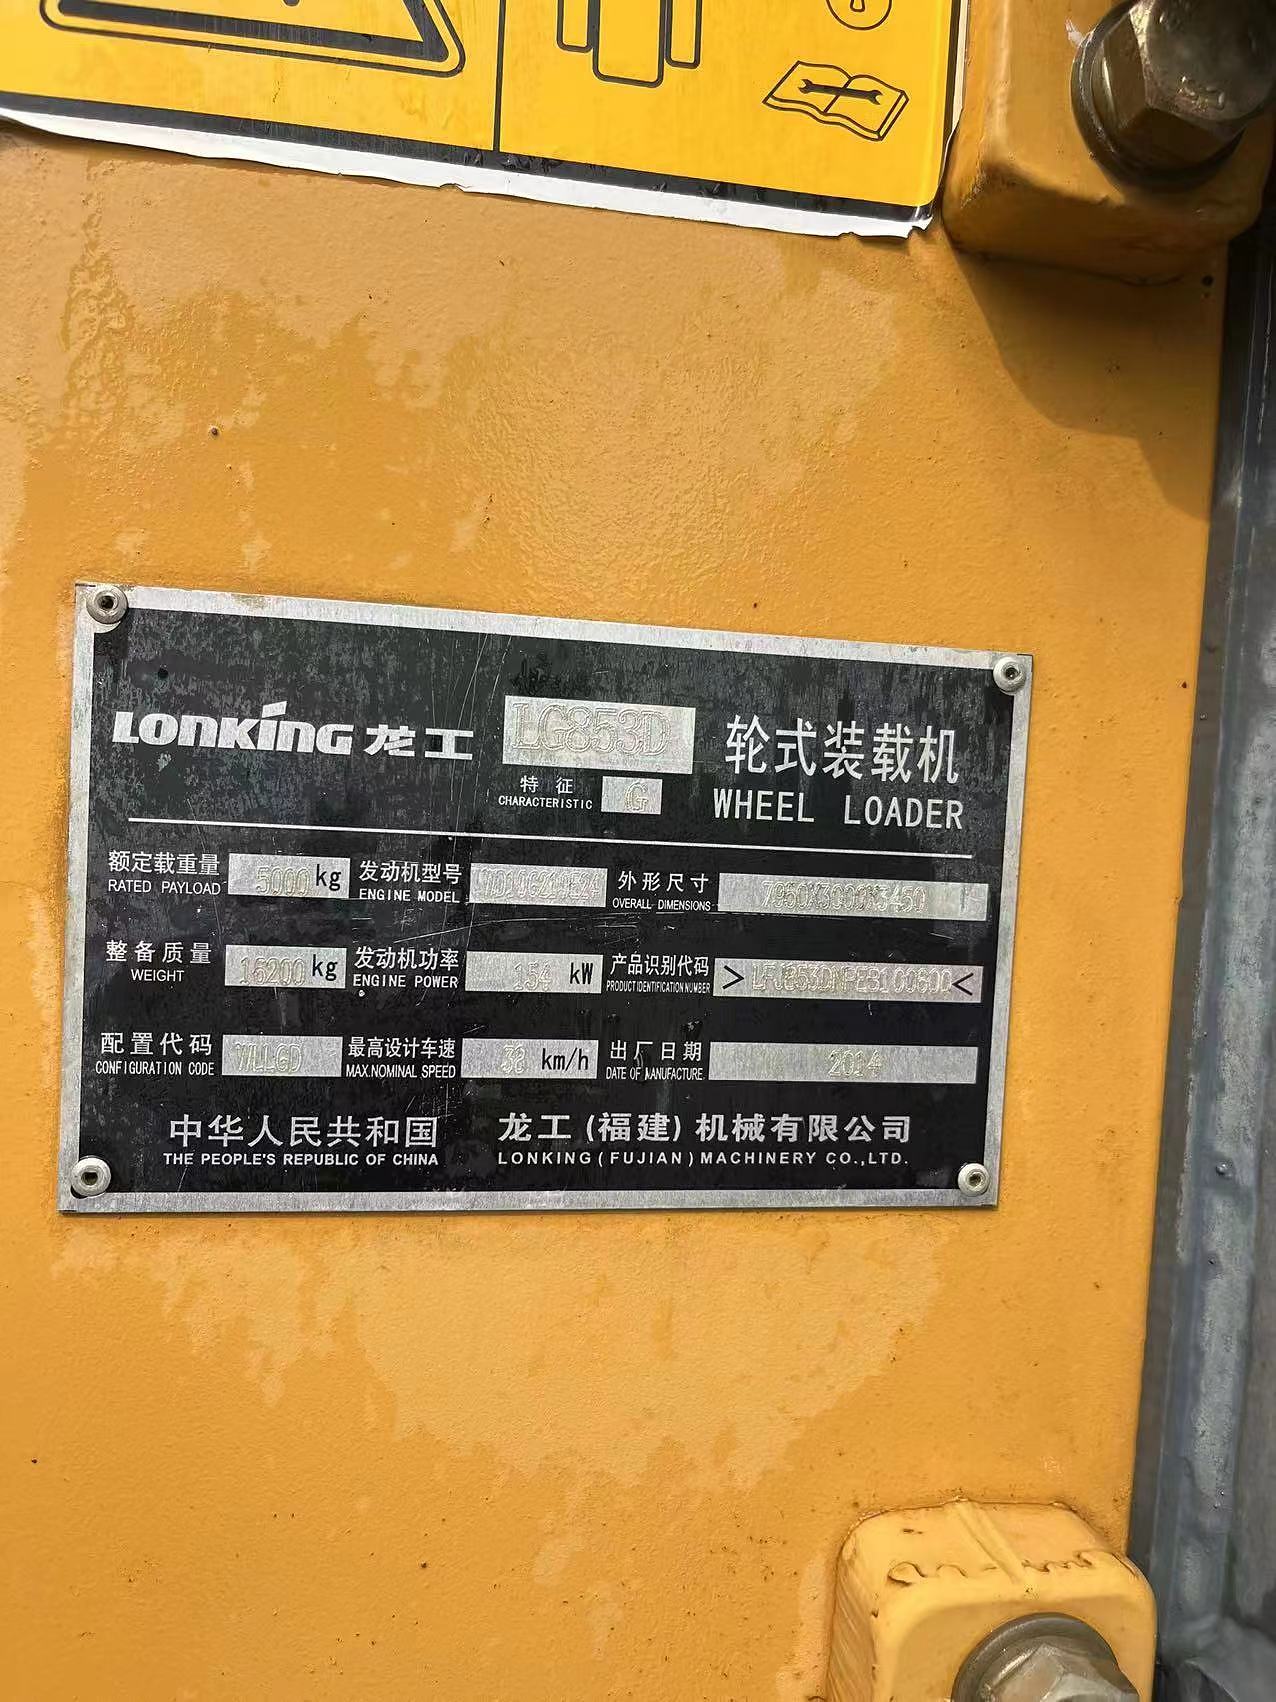 LONKING 龙工 LG853D 轮式装载机
特征 CHARACTERISTIC G WHEEL LOADER
额定载重量 RATED PAYLOAD 5000 kg 发动机型号 ENGINE MODEL 外形尺寸 OVERALL DIMENSIONS 7950X3000X3450
整备质量 WEIGHT 16200 kg 发动机功率 ENGINE POWER 154 kW 产品识别代码 PRODUCT IDENTIFICATION NUMBER
配置代码 CONFIGURATION CODE WLLGD 最高设计车速 MAX.NOMINAL SPEED 38 km/h 出厂日期 DATE OF MANUFACTURE 2014
中华人民共和国 龙工(福建)机械有限公司
THE PEOPLE'S REPUBLIC OF CHINA LONKING(FUJIAN)MACHINERY CO.,LTD.